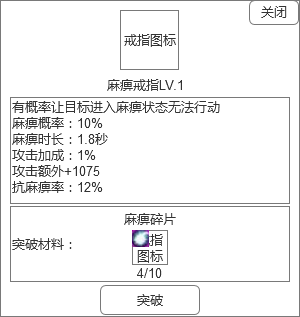 关闭
戒指图标
麻痹戒指LV.1
有概率让目标进入麻痹状态无法行动
麻痹概率：10%
麻痹时长：1.8秒
攻击加成：1%
攻击额外+1075
抗麻痹率：12%
麻痹碎片
突破材料：
指
图标
4/10
突破